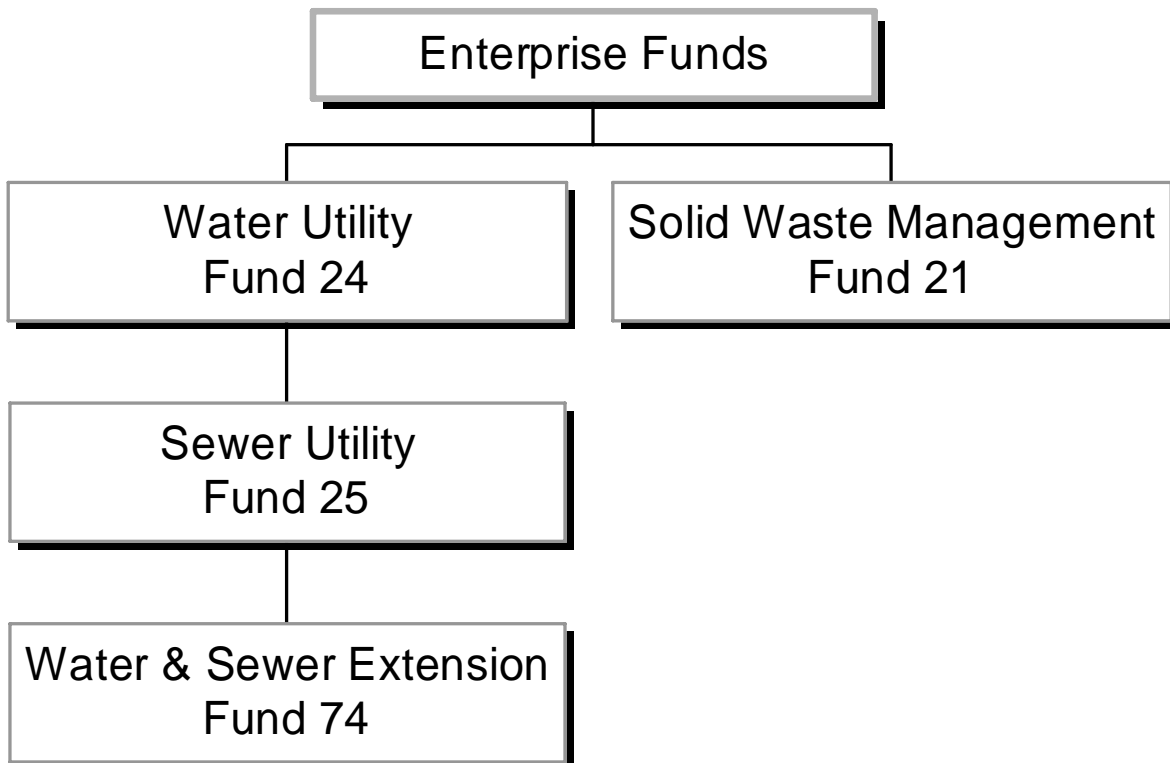 Enterprise Funds
Water Utility
Fund 24
Solid Waste Management
Fund 21
Sewer Utility
Fund 25
Water & Sewer Extension
Fund 74